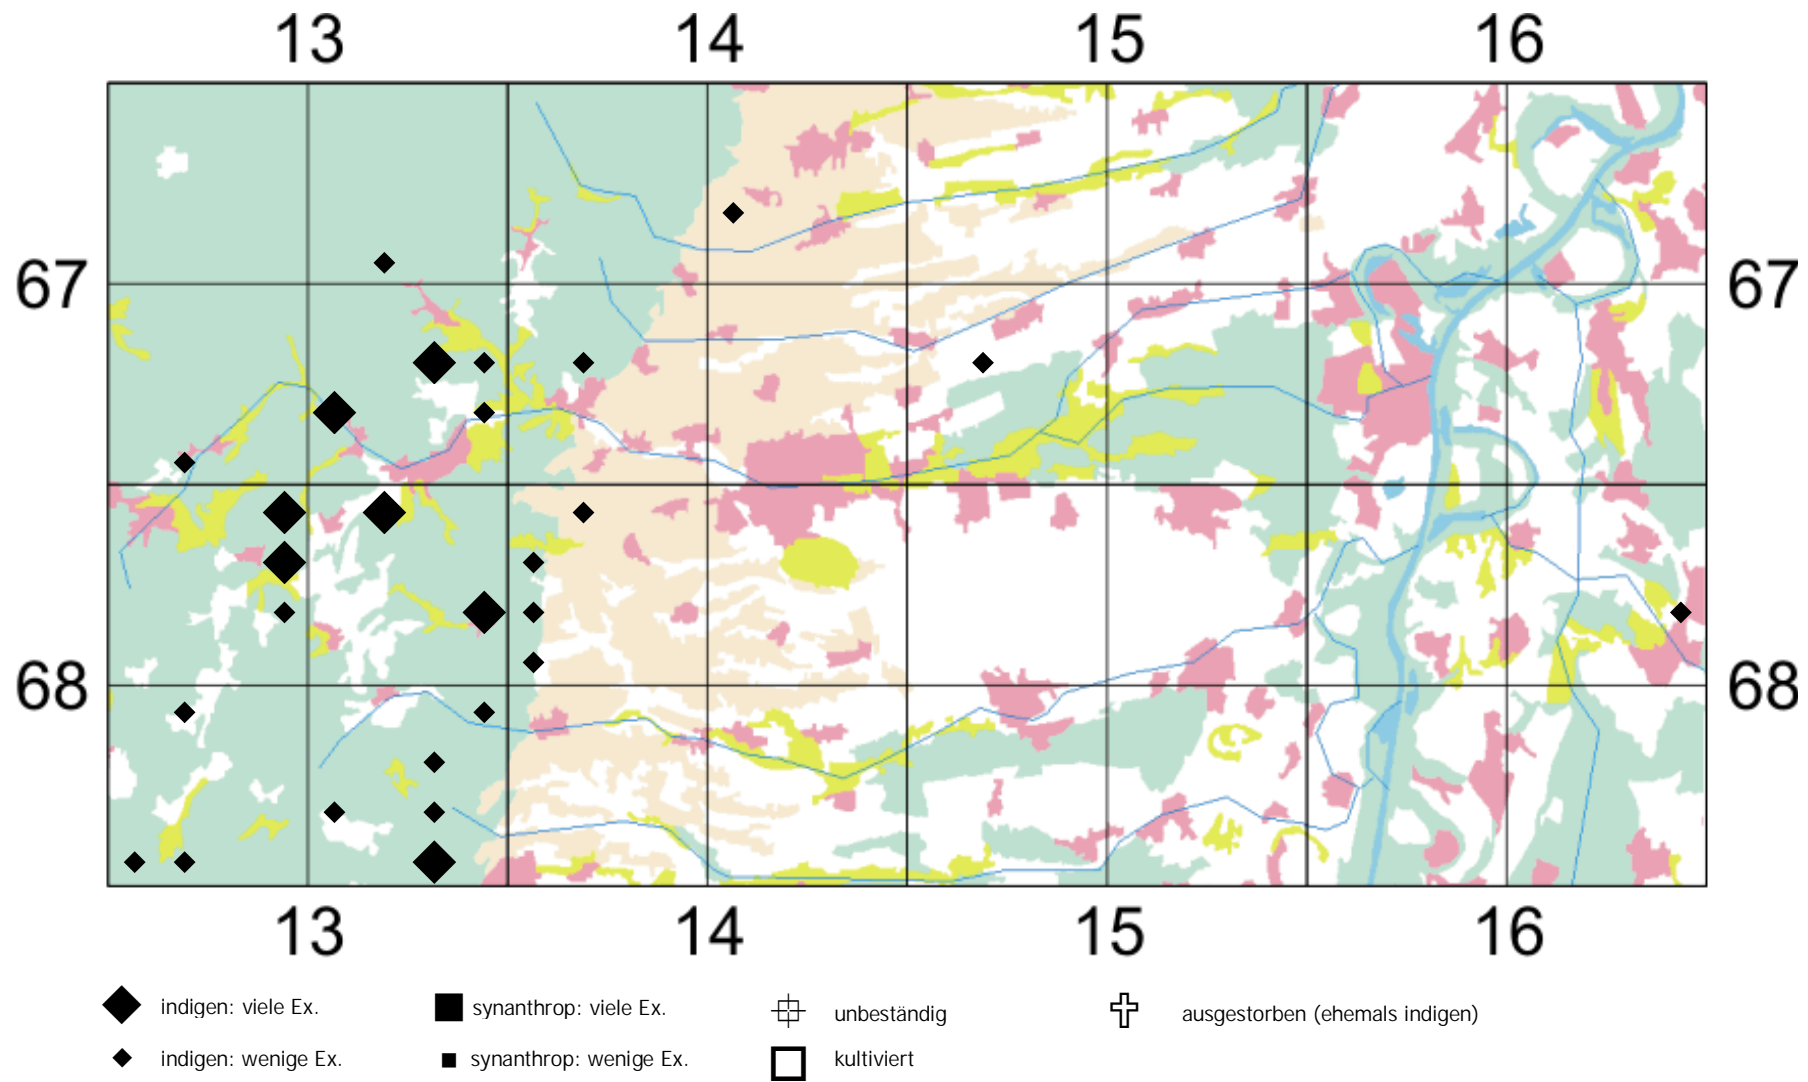 13 14 15 16
67 67
68 68
13 14 15 16
indigen: viele Ex. synanthrop: viele Ex. unbeständig ausgestorben (ehemals indigen)
indigen: wenige Ex. synanthrop: wenige Ex. kultiviert